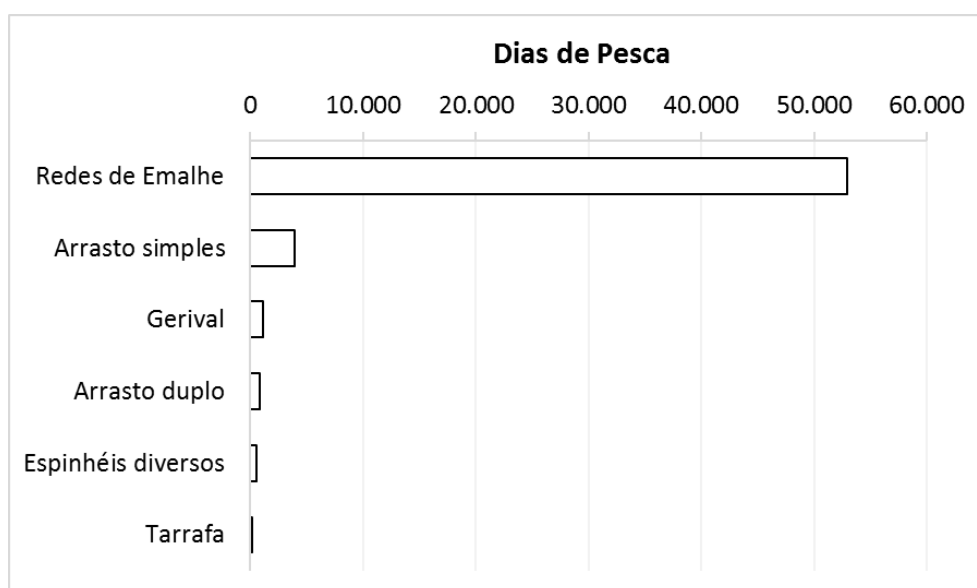 Dias de Pesca
0 10.000 20.000 30.000 40.000 50.000 60.000
Redes de Emalhe
Arrasto simples
Gerival
Arrasto duplo
Espinhéis diversos
Tarrafa